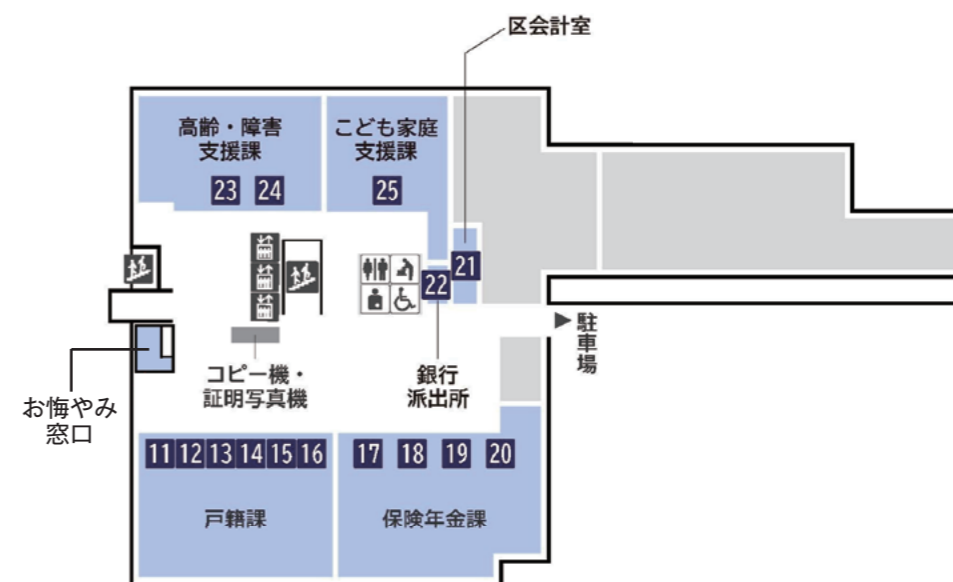 区会計室
高齢・障害
支援課
23 24
こども家庭
支援課
25
21
22
駐車場
コピー機・
証明写真機
銀行
派出所
お悔やみ
窓口
11 12 13 14 15 16
戸籍課
17 18 19 20
保険年金課